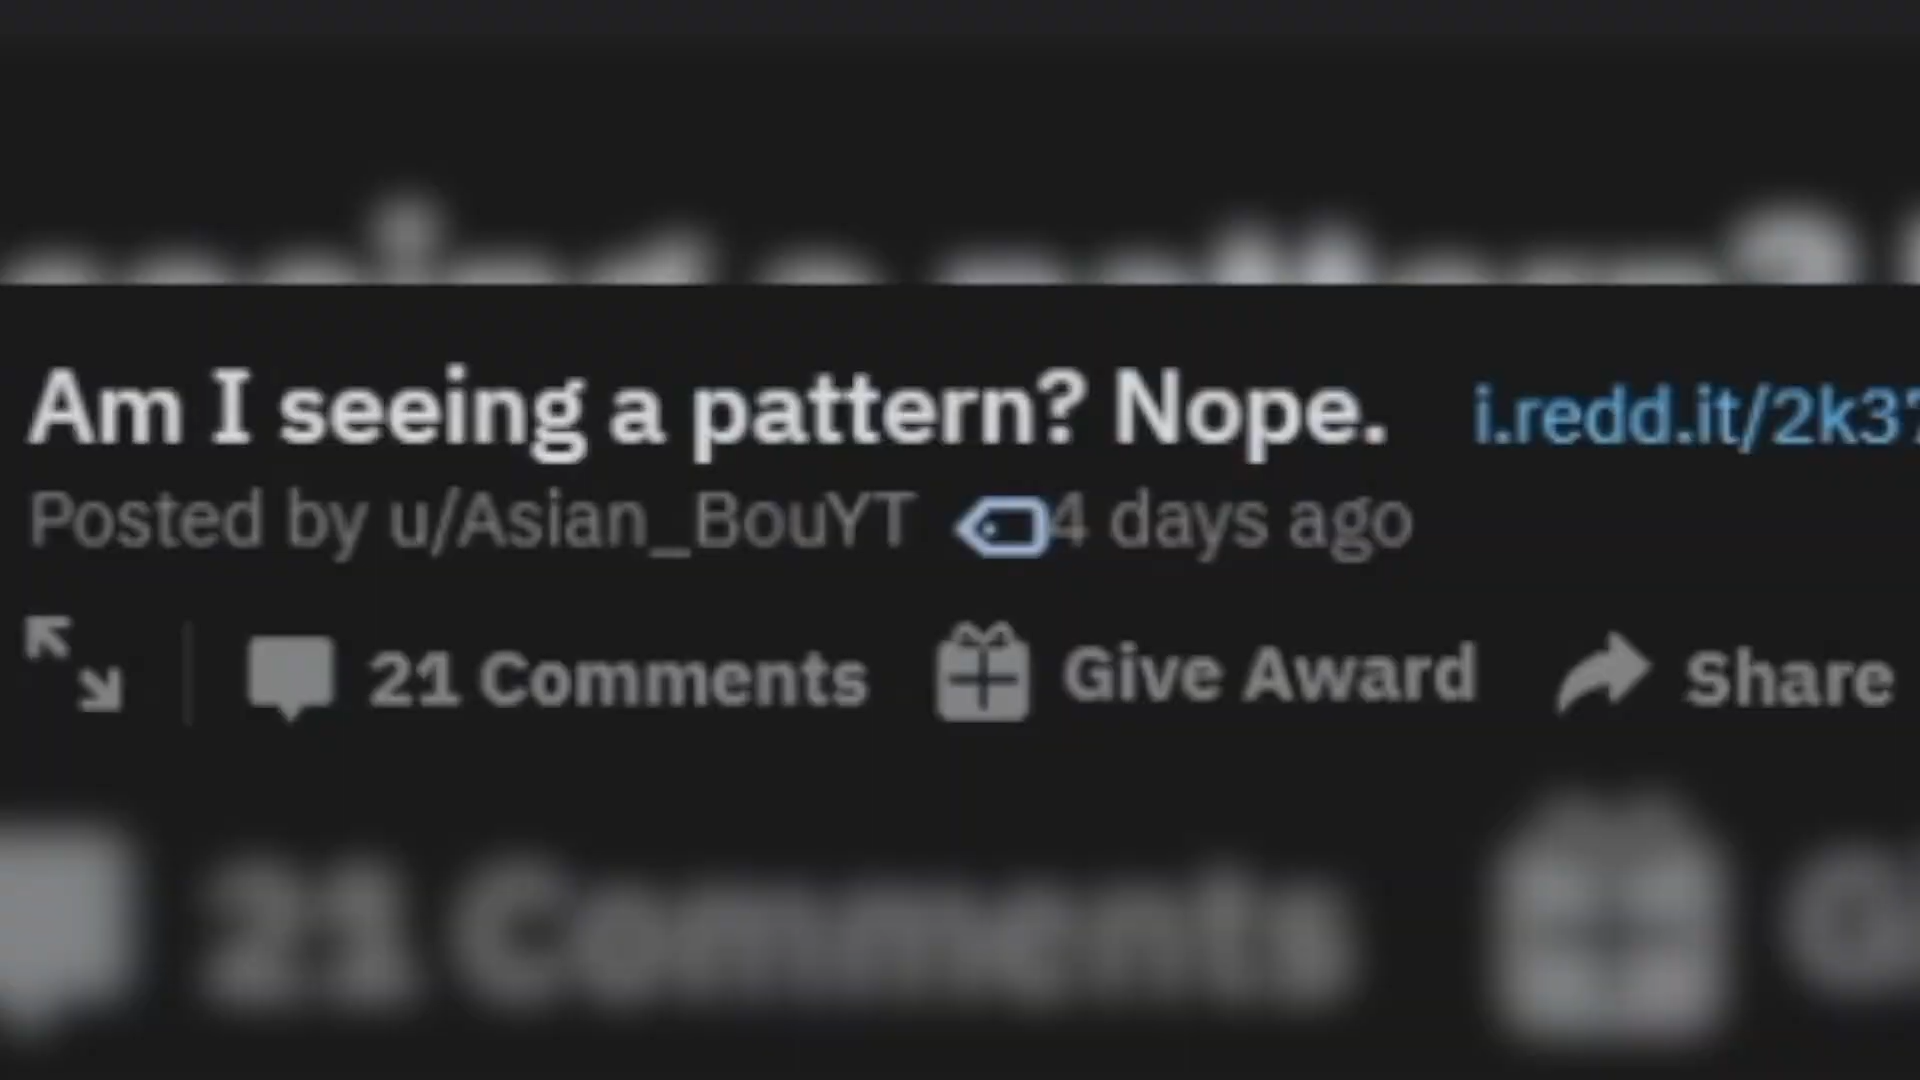 Am I seeing a pattern? Nope. i.redd.it/2k3
Posted by u/Asian_BouYT 4 days ago
21 Comments Give Award Share
21 Comments